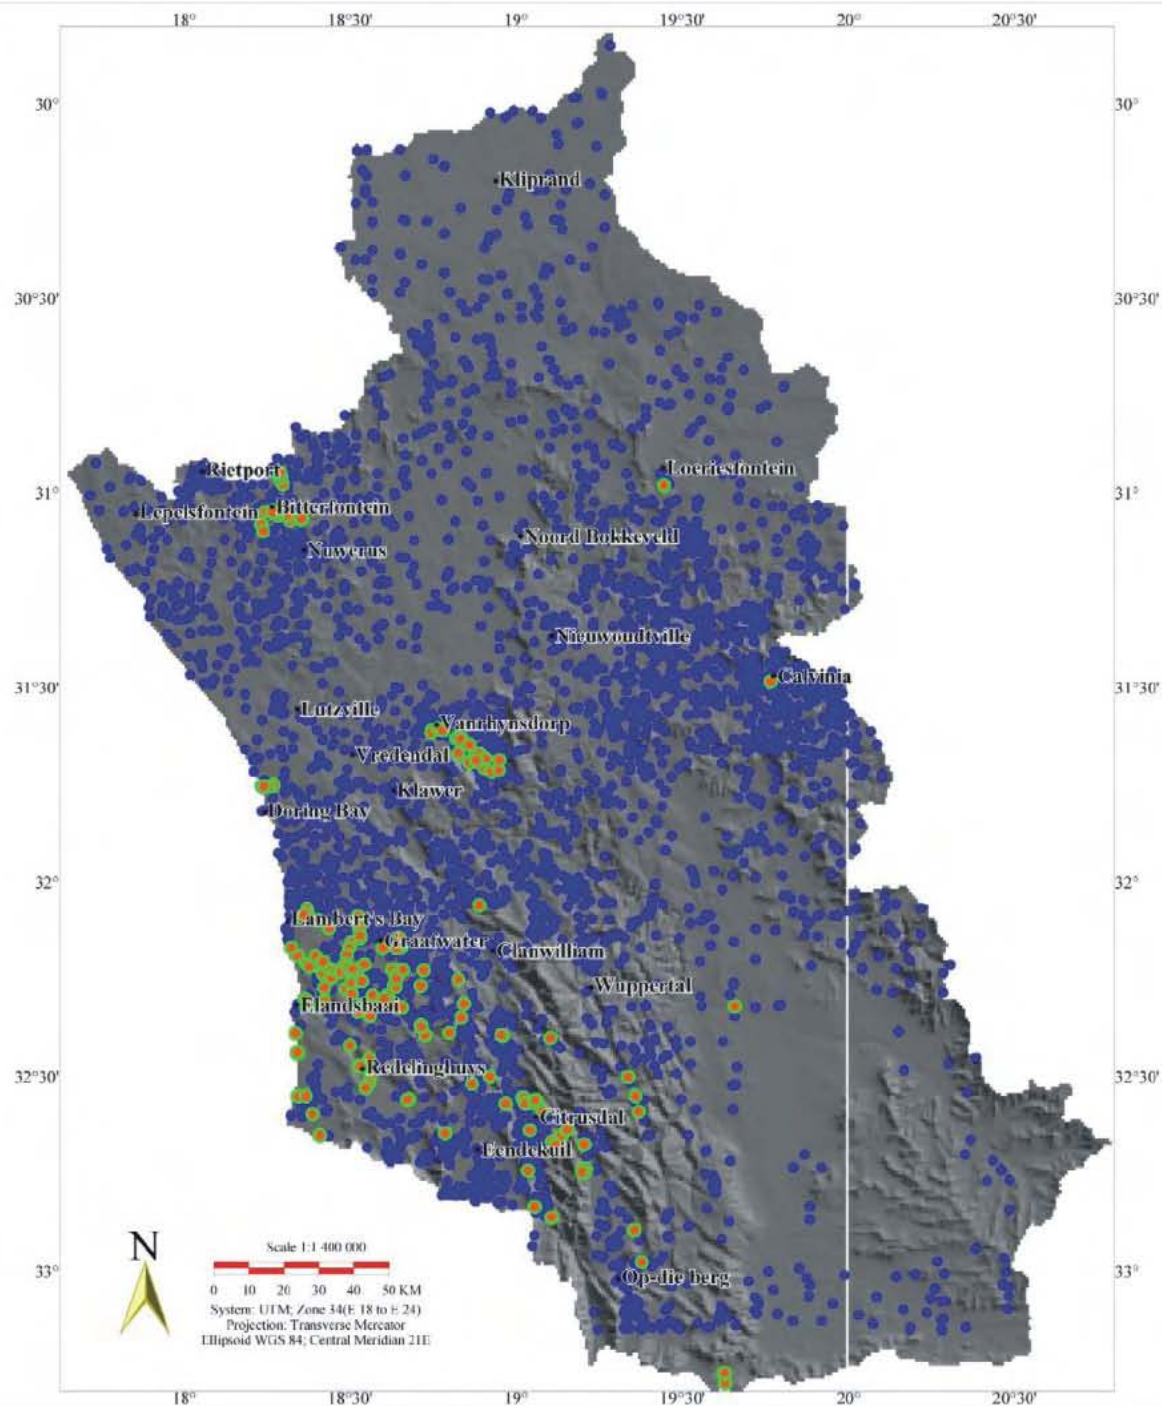 18° 18°30' 19° 19°30' 20° 20°30'
30° 30°
Kliprand
30°30' 30°30'
Rietport Loeriesfontein
31° 31°
Lepelsfontein Bitterfontein
Noord Bokkeveld
Nuwerus
Nieuwoudtville
Calvinia
31°30' 31°30'
Lutzville
Vanrhynsdorp
Vredendal
Klawer
Doring Bay
32° 32°
Lambert's Bay
Graafwater
Clanwilliam
Wuppertal
Elandsbaai
Redelinghuys
32°30' 32°30'
Citrusdal
Eendekuil
N
Scale 1:1 400 000
33° 33°
Op-die berg
0 10 20 30 40 50 KM
System: UTM; Zone 34(E 18 to E 24)
Projection: Transverse Mercator
Ellipsoid WGS 84; Central Meridian 21E
18° 18°30' 19° 19°30' 20° 20°30'